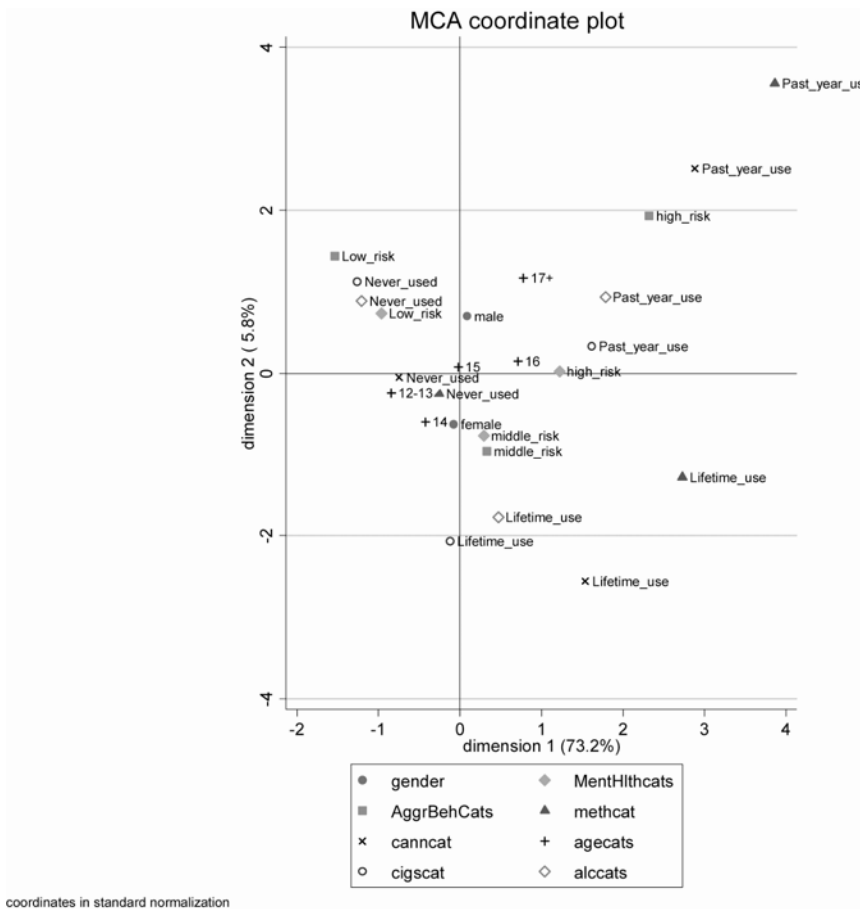 MCA coordinate plot
4
Past_year_us
Past_year_use
2
high_risk
Low_risk
17+
Never_used
Past_year_use
Never_used
Low_risk
male
Past_year_use
16
15
high_risk
0
Never_used
12-13
Never_used
14
female
middle_risk
middle_risk
Lifetime_use
Lifetime_use
-2
Lifetime_use
Lifetime_use
-4
dimension 2 ( 5.8%)
-2 -1 0 1 2 3 4
dimension 1 (73.2%)
gender MentHlthcats
AggrBehCats methcat
canncat agecats
cigscat alccats
coordinates in standard normalization